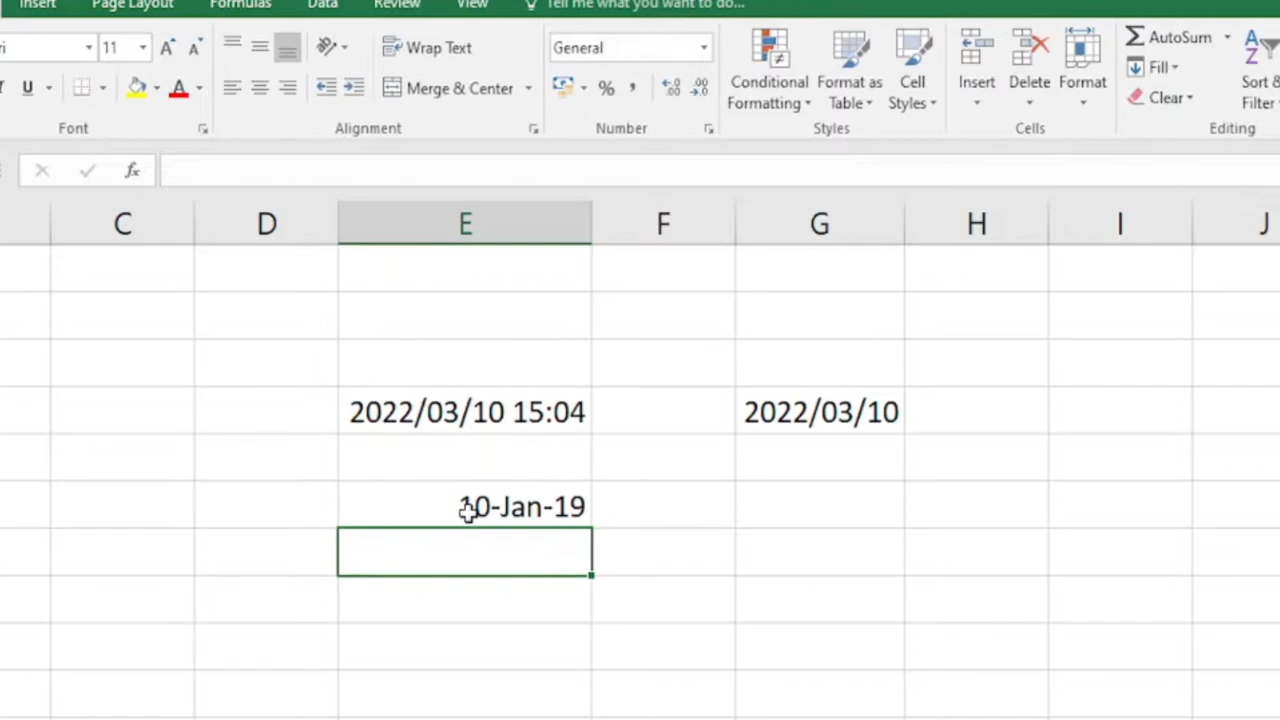 Insert Page Layout Formulas Data Review View Tell me what you want to do...
11 A A Wrap Text General AutoSum
U A Merge & Center % , Conditional Formatting Format as Table Cell Styles Insert Delete Format Fill Clear Sort & Filter
Font Alignment Number Styles Cells Editing
fx
C D E F G H I J
2022/03/10 15:04 2022/03/10
10-Jan-19